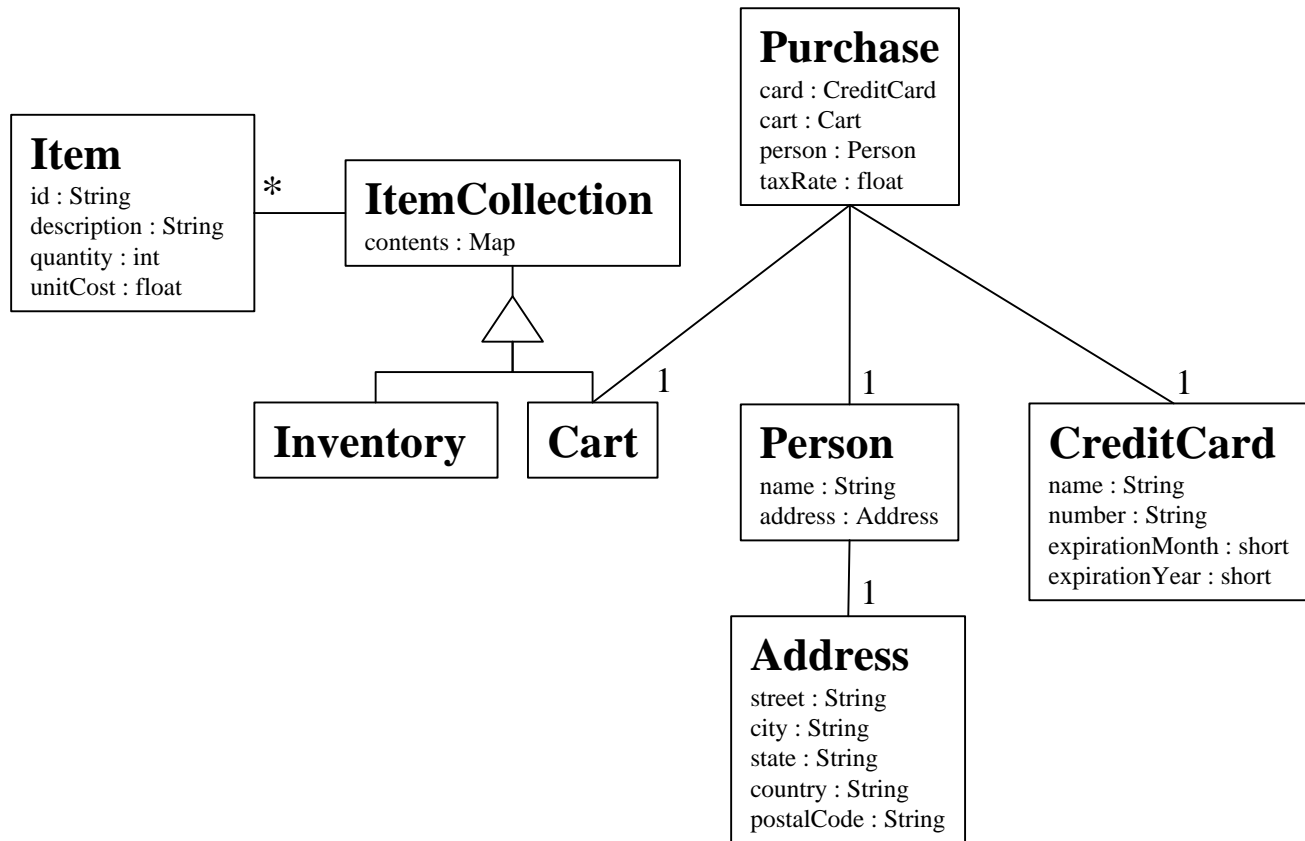 Purchase
card : CreditCard
cart : Cart
person : Person
taxRate : float
Item
id : String
description : String
quantity : int
unitCost : float
*
ItemCollection
contents : Map
1
1
1
Inventory
Cart
Person
name : String
address : Address
CreditCard
name : String
number : String
expirationMonth : short
expirationYear : short
1
Address
street : String
city : String
state : String
country : String
postalCode : String